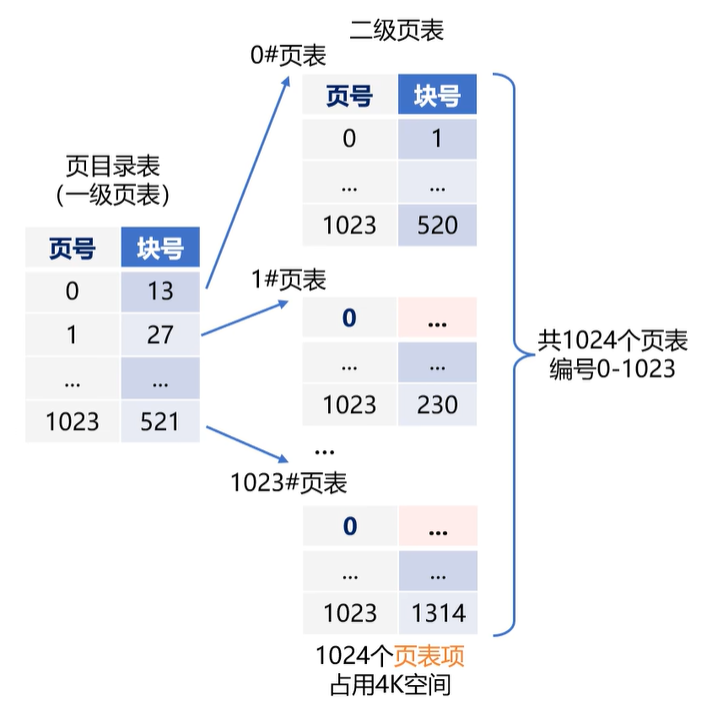 页目录表
（一级页表）
页号 块号
0 13
1 27
... ...
1023 521
二级页表
0#页表
页号 块号
0 1
... ...
1023 520
1#页表
0 ...
... ...
1023 230
...
1023#页表
0 ...
... ...
1023 1314
1024个页表项
占用4K空间
共1024个页表
编号0-1023